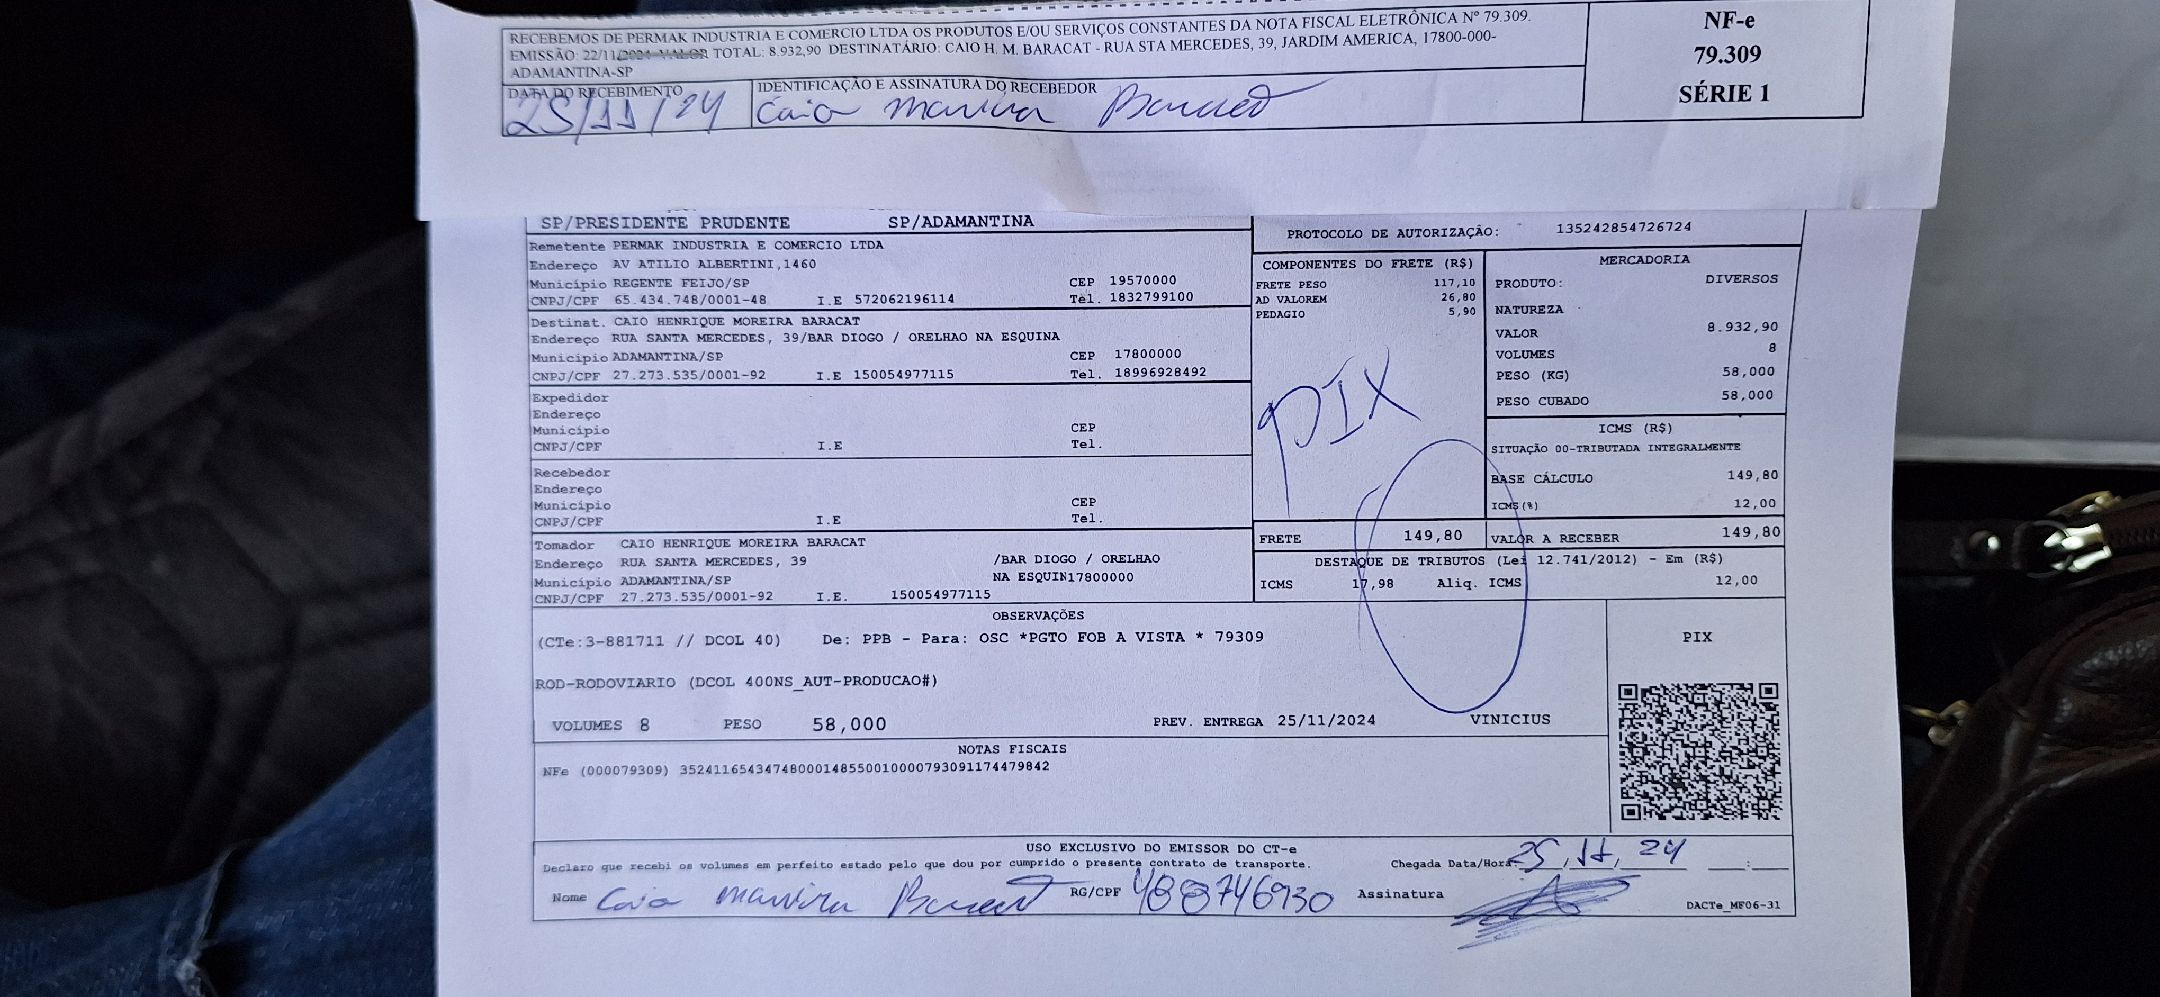 RECEBEMOS DE PERMAK INDUSTRIA E COMERCIO LTDA OS PRODUTOS E/OU SERVIÇOS CONSTANTES DA NOTA FISCAL ELETRÔNICA Nº 79.309.
EMISSÃO: 22/11/2024 VALOR TOTAL: 8.932,90 DESTINATÁRIO: CAIO H. M. BARACAT - RUA STA MERCEDES, 39, JARDIM AMERICA, 17800-000-
ADAMANTINA-SP
DATA DO RECEBIMENTO
25/11/24
IDENTIFICAÇÃO E ASSINATURA DO RECEBEDOR
Caio Moreira Baracat
NF-e
79.309
SÉRIE 1
SP/PRESIDENTE PRUDENTE SP/ADAMANTINA
Remetente PERMAK INDUSTRIA E COMERCIO LTDA
Endereço AV ATILIO ALBERTINI,1460
Município REGENTE FEIJO/SP CEP 19570000
CNPJ/CPF 65.434.748/0001-48 I.E 572062196114 Tel. 1832799100
Destinat. CAIO HENRIQUE MOREIRA BARACAT
Endereço RUA SANTA MERCEDES, 39/BAR DIOGO / ORELHAO NA ESQUINA
Município ADAMANTINA/SP CEP 17800000
CNPJ/CPF 27.273.535/0001-92 I.E 150054977115 Tel. 18996928492
Expedidor
Endereço
Município CEP
CNPJ/CPF I.E Tel.
Recebedor
Endereço
Município CEP
CNPJ/CPF I.E Tel.
Tomador CAIO HENRIQUE MOREIRA BARACAT
Endereço RUA SANTA MERCEDES, 39 /BAR DIOGO / ORELHAO
Município ADAMANTINA/SP NA ESQUIN17800000
CNPJ/CPF 27.273.535/0001-92 I.E. 150054977115
PROTOCOLO DE AUTORIZAÇÃO: 135242854726724
COMPONENTES DO FRETE (R$)
FRETE PESO 117,10
AD VALOREM 26,80
PEDAGIO 5,90
PIX
MERCADORIA
PRODUTO: DIVERSOS
NATUREZA
VALOR 8.932,90
VOLUMES 8
PESO (KG) 58,000
PESO CUBADO 58,000
ICMS (R$)
SITUAÇÃO 00-TRIBUTADA INTEGRALMENTE
BASE CÁLCULO 149,80
ICMS(%) 12,00
FRETE 149,80 VALOR A RECEBER 149,80
DESTAQUE DE TRIBUTOS (Lei 12.741/2012) - Em (R$)
ICMS 17,98 Aliq. ICMS 12,00
OBSERVAÇÕES
(CTe:3-881711 // DCOL 40) De: PPB - Para: OSC *PGTO FOB A VISTA * 79309
ROD-RODOVIARIO (DCOL 400NS_AUT-PRODUCAO#)
VOLUMES 8 PESO 58,000 PREV. ENTREGA 25/11/2024 VINICIUS
PIX
NOTAS FISCAIS
NFe (000079309) 35241165434748000148550010000793091174479842
USO EXCLUSIVO DO EMISSOR DO CT-e
Declaro que recebi os volumes em perfeito estado pelo que dou por cumprido o presente contrato de transporte. Chegada Data/Hora: 25, 11, 24 :
Nome Caio Moreira Baracat RG/CPF 488746930 Assinatura
DACTe_MF06-31